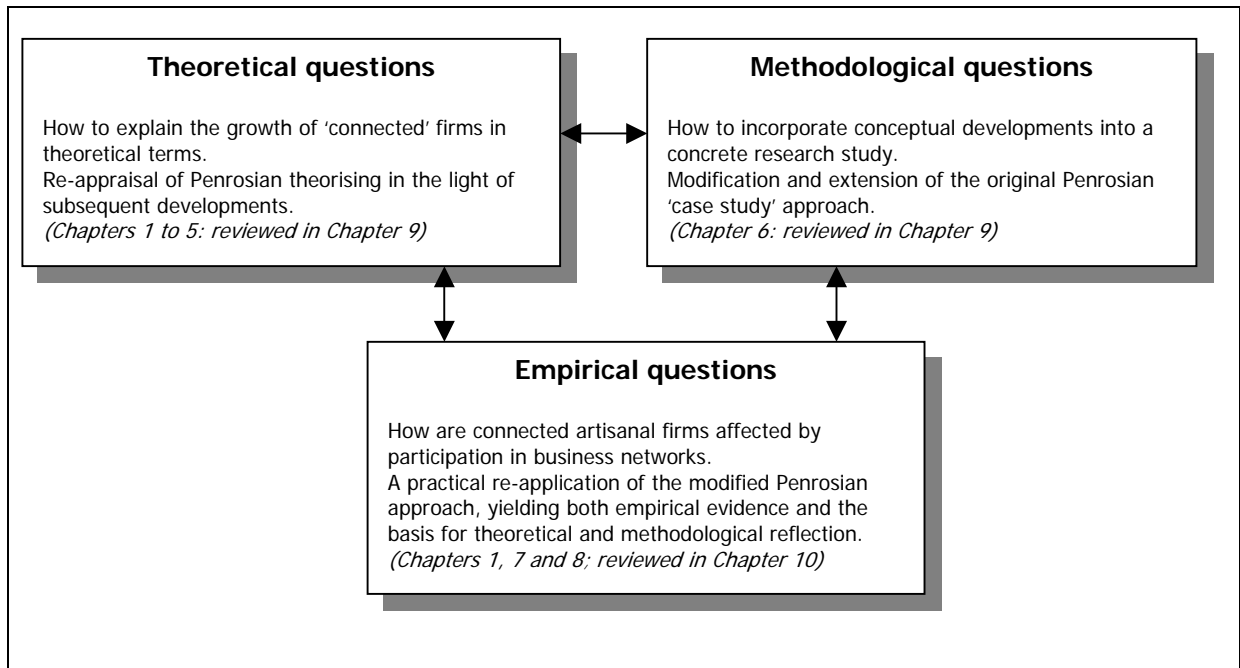 Theoretical questions
How to explain the growth of ‘connected’ firms in
theoretical terms.
Re-appraisal of Penrosian theorising in the light of
subsequent developments.
(Chapters 1 to 5: reviewed in Chapter 9)
Methodological questions
How to incorporate conceptual developments into a
concrete research study.
Modification and extension of the original Penrosian
‘case study’ approach.
(Chapter 6: reviewed in Chapter 9)
Empirical questions
How are connected artisanal firms affected by
participation in business networks.
A practical re-application of the modified Penrosian
approach, yielding both empirical evidence and the
basis for theoretical and methodological reflection.
(Chapters 1, 7 and 8; reviewed in Chapter 10)